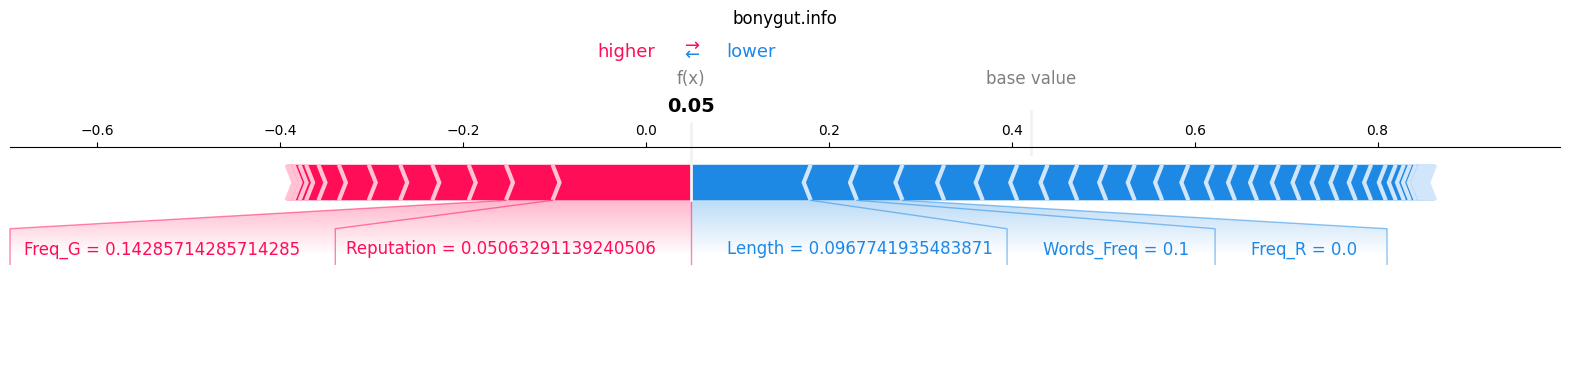 bonygut.info
higher → ← lower
f(x) base value
0.05
−0.6 −0.4 −0.2 0.0 0.2 0.4 0.6 0.8
Freq_G = 0.14285714285714285 Reputation = 0.05063291139240506 Length = 0.0967741935483871 Words_Freq = 0.1 Freq_R = 0.0